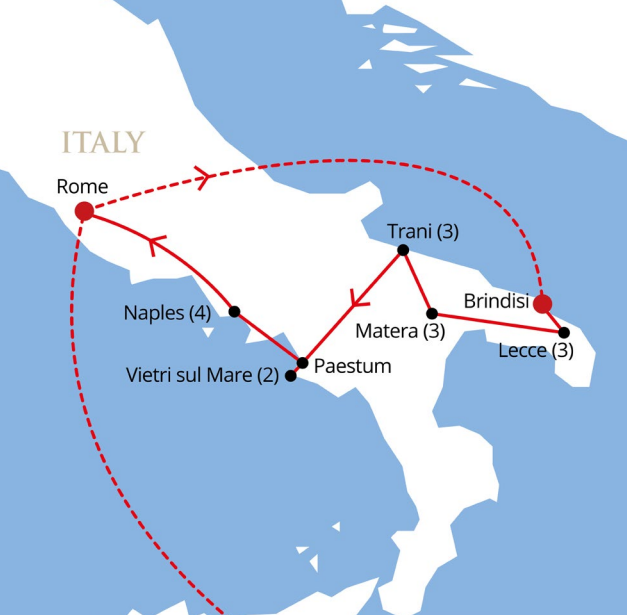 ITALY
Rome
Trani (3)
Brindisi
Naples (4)
Matera (3)
Lecce (3)
Paestum
Vietri sul Mare (2)